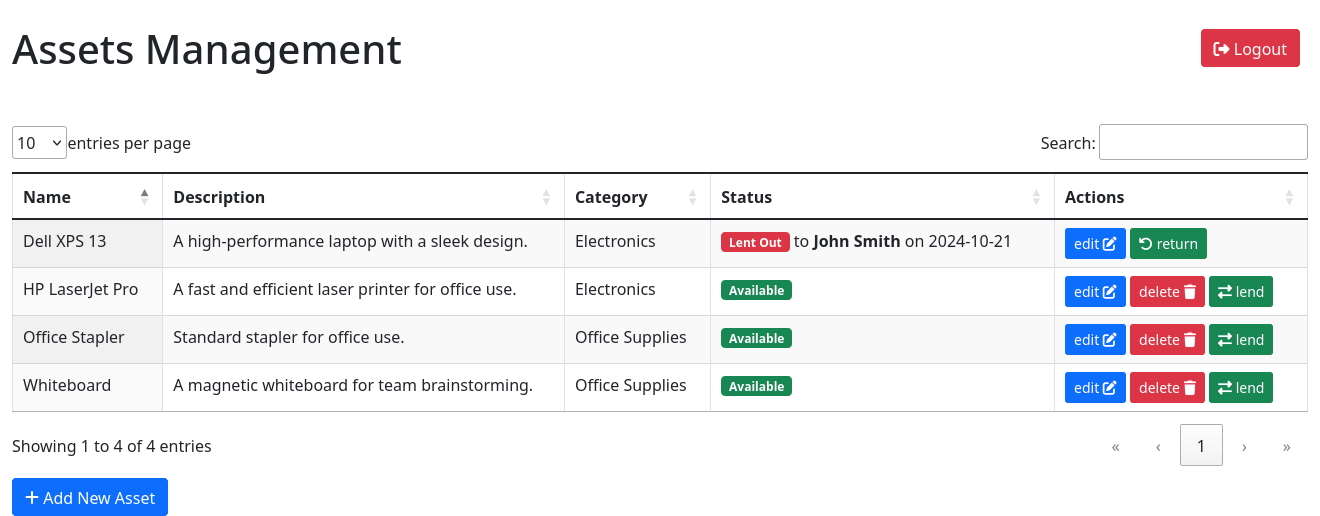 Assets Management
Logout
10 entries per page
Search:
Name Description Category Status Actions
Dell XPS 13 A high-performance laptop with a sleek design. Electronics Lent Out to John Smith on 2024-10-21 edit return
HP LaserJet Pro A fast and efficient laser printer for office use. Electronics Available edit delete lend
Office Stapler Standard stapler for office use. Office Supplies Available edit delete lend
Whiteboard A magnetic whiteboard for team brainstorming. Office Supplies Available edit delete lend
Showing 1 to 4 of 4 entries « ‹ 1 › »
Add New Asset